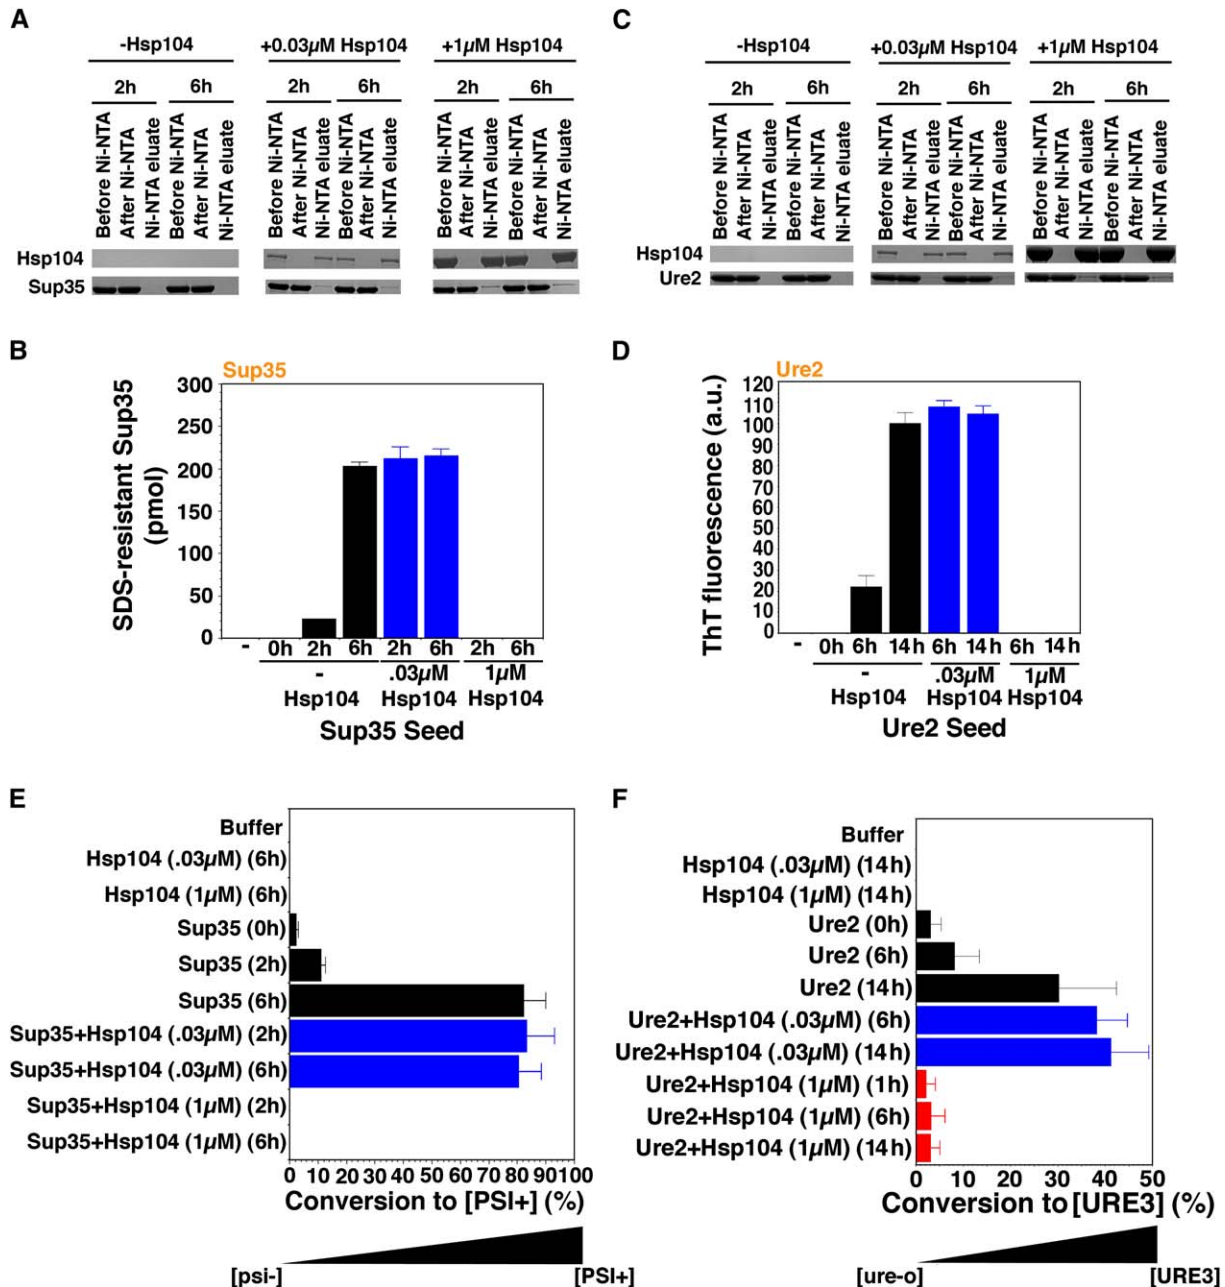 A
-Hsp104
+0.03µM Hsp104
+1µM Hsp104
2h
6h
2h
6h
2h
6h
Before Ni-NTA
After Ni-NTA
Ni-NTA eluate
Before Ni-NTA
After Ni-NTA
Ni-NTA eluate
Before Ni-NTA
After Ni-NTA
Ni-NTA eluate
Before Ni-NTA
After Ni-NTA
Ni-NTA eluate
Before Ni-NTA
After Ni-NTA
Ni-NTA eluate
Before Ni-NTA
After Ni-NTA
Ni-NTA eluate
Hsp104
Sup35
C
-Hsp104
+0.03µM Hsp104
+1µM Hsp104
2h
6h
2h
6h
2h
6h
Before Ni-NTA
After Ni-NTA
Ni-NTA eluate
Before Ni-NTA
After Ni-NTA
Ni-NTA eluate
Before Ni-NTA
After Ni-NTA
Ni-NTA eluate
Before Ni-NTA
After Ni-NTA
Ni-NTA eluate
Before Ni-NTA
After Ni-NTA
Ni-NTA eluate
Before Ni-NTA
After Ni-NTA
Ni-NTA eluate
Hsp104
Ure2
B
Sup35
SDS-resistant Sup35
(pmol)
300
250
200
150
100
50
0
- 0h 2h 6h 2h 6h 2h 6h
- .03µM 1µM
Hsp104 Hsp104 Hsp104
Sup35 Seed
D
Ure2
ThT fluorescence (a.u.)
120
110
100
90
80
70
60
50
40
30
20
10
0
- 0h 6h 14h 6h 14h 6h 14h
- .03µM 1µM
Hsp104 Hsp104 Hsp104
Ure2 Seed
E
Buffer
Hsp104 (.03µM) (6h)
Hsp104 (1µM) (6h)
Sup35 (0h)
Sup35 (2h)
Sup35 (6h)
Sup35+Hsp104 (.03µM) (2h)
Sup35+Hsp104 (.03µM) (6h)
Sup35+Hsp104 (1µM) (2h)
Sup35+Hsp104 (1µM) (6h)
0 10 20 30 40 50 60 70 80 90 100
Conversion to [PSI+] (%)
[psi-] [PSI+]
F
Buffer
Hsp104 (.03µM) (14h)
Hsp104 (1µM) (14h)
Ure2 (0h)
Ure2 (6h)
Ure2 (14h)
Ure2+Hsp104 (.03µM) (6h)
Ure2+Hsp104 (.03µM) (14h)
Ure2+Hsp104 (1µM) (1h)
Ure2+Hsp104 (1µM) (6h)
Ure2+Hsp104 (1µM) (14h)
0 10 20 30 40 50
Conversion to [URE3] (%)
[ure-o] [URE3]